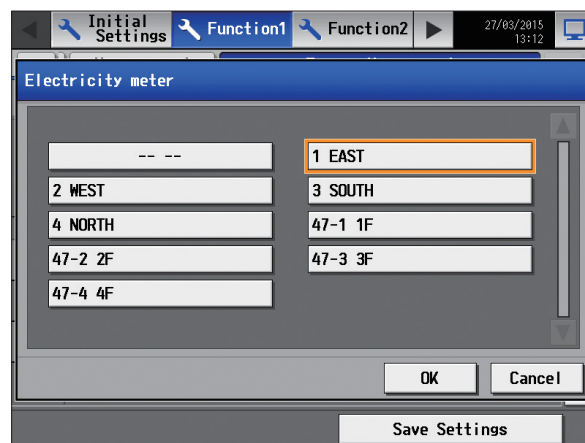 Initial Settings
Function1
Function2
27/03/2015
13:12
Electricity meter
-- --
1 EAST
2 WEST
3 SOUTH
4 NORTH
47-1 1F
47-2 2F
47-3 3F
47-4 4F
OK
Cancel
Save Settings